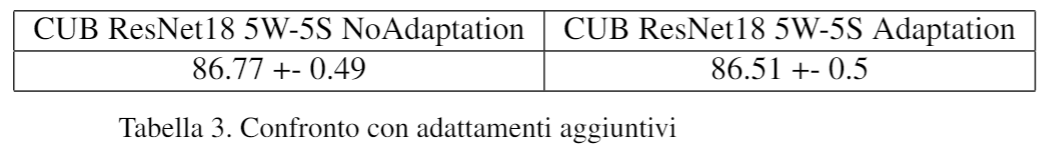 CUB ResNet18 5W-5S NoAdaptation CUB ResNet18 5W-5S Adaptation
86.77 +- 0.49 86.51 +- 0.5
Tabella 3. Confronto con adattamenti aggiuntivi